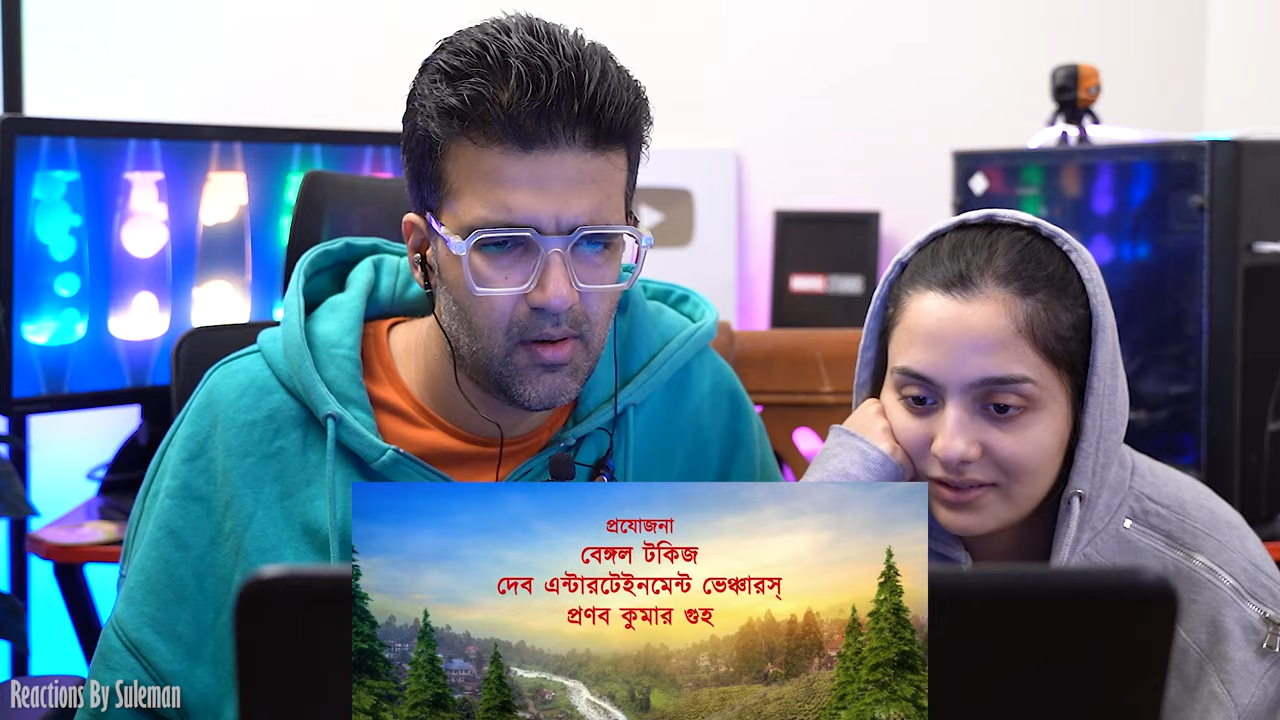 প্রযোজনা
বেঙ্গল টকিজ
দেব এন্টারটেইনমেন্ট ভেঞ্চারস্
প্রণব কুমার গুহ
Reactions By Suleman